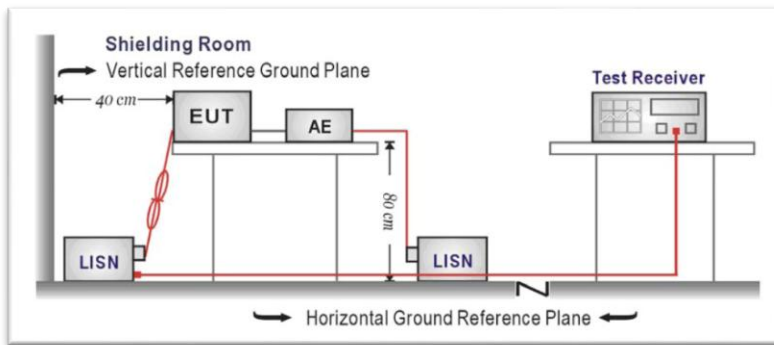 Shielding Room
Vertical Reference Ground Plane
Test Receiver
40 cm
EUT
AE
80 cm
LISN
LISN
Horizontal Ground Reference Plane